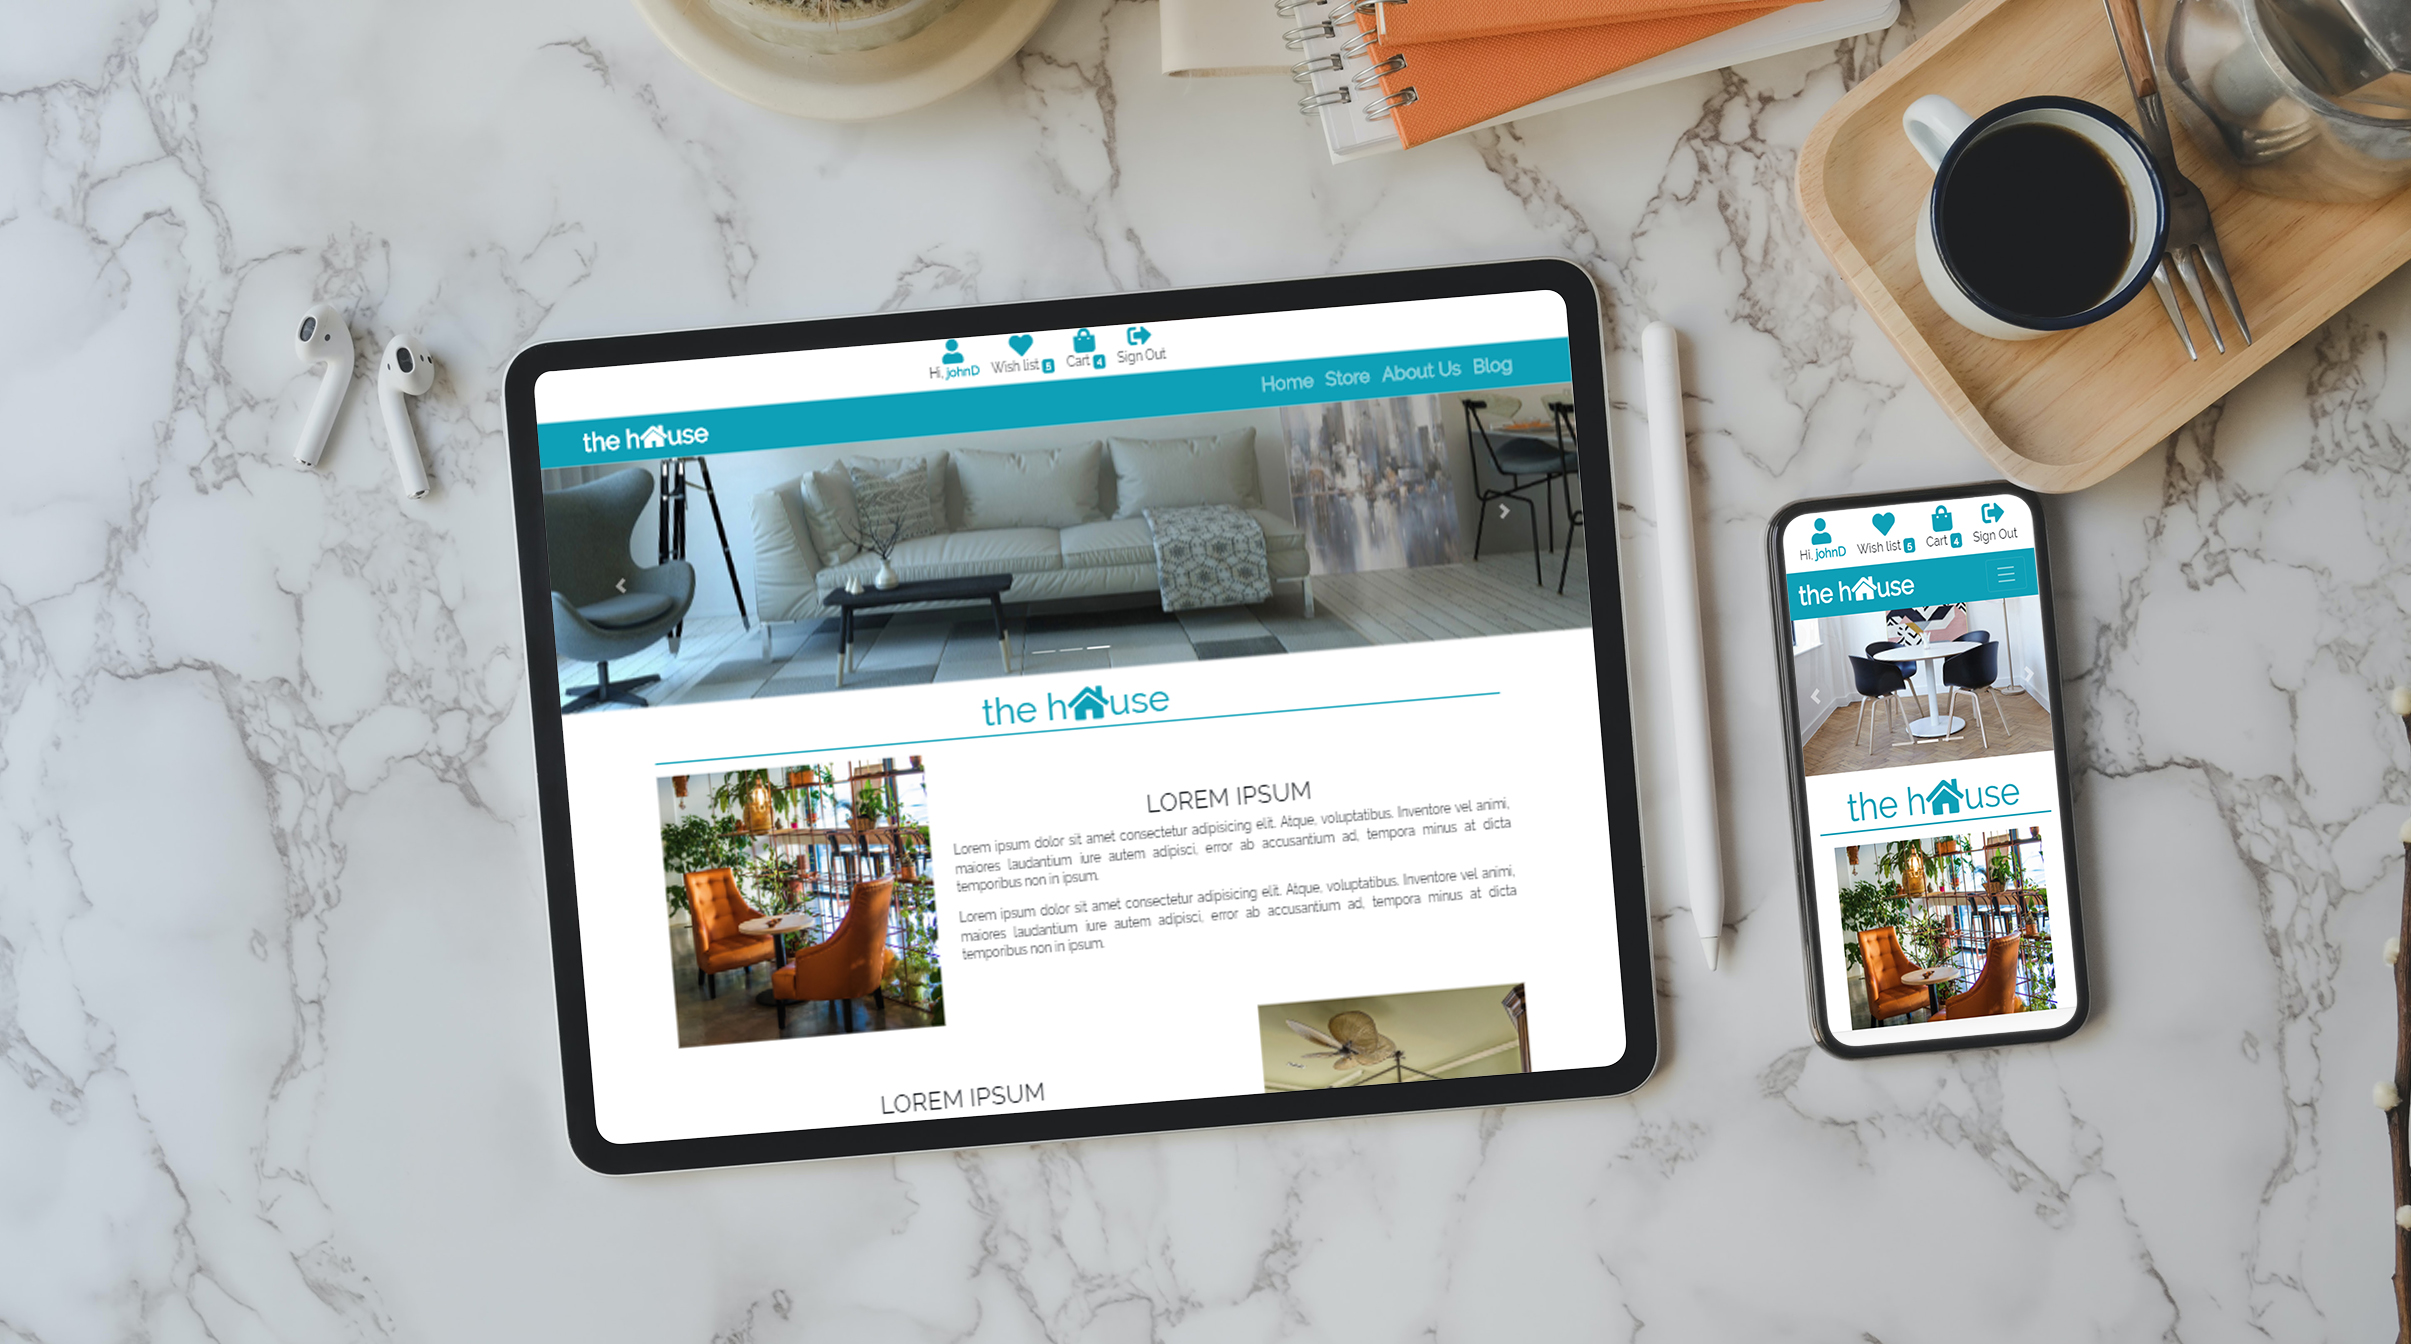 Hi, johnD Wish list 5 Cart 4 Sign Out
Home Store About Us Blog
the house
the house
LOREM IPSUM
Lorem ipsum dolor sit amet consectetur adipisicing elit. Atque, voluptatibus. Inventore vel animi,
maiores laudantium iure autem adipisci, error ab accusantium ad, tempora minus at dicta
temporibus non in ipsum.
Lorem ipsum dolor sit amet consectetur adipisicing elit. Atque, voluptatibus. Inventore vel animi,
maiores laudantium iure autem adipisci, error ab accusantium ad, tempora minus at dicta
temporibus non in ipsum.
LOREM IPSUM
Hi, johnD Wish list 5 Cart 4 Sign Out
the house
the house